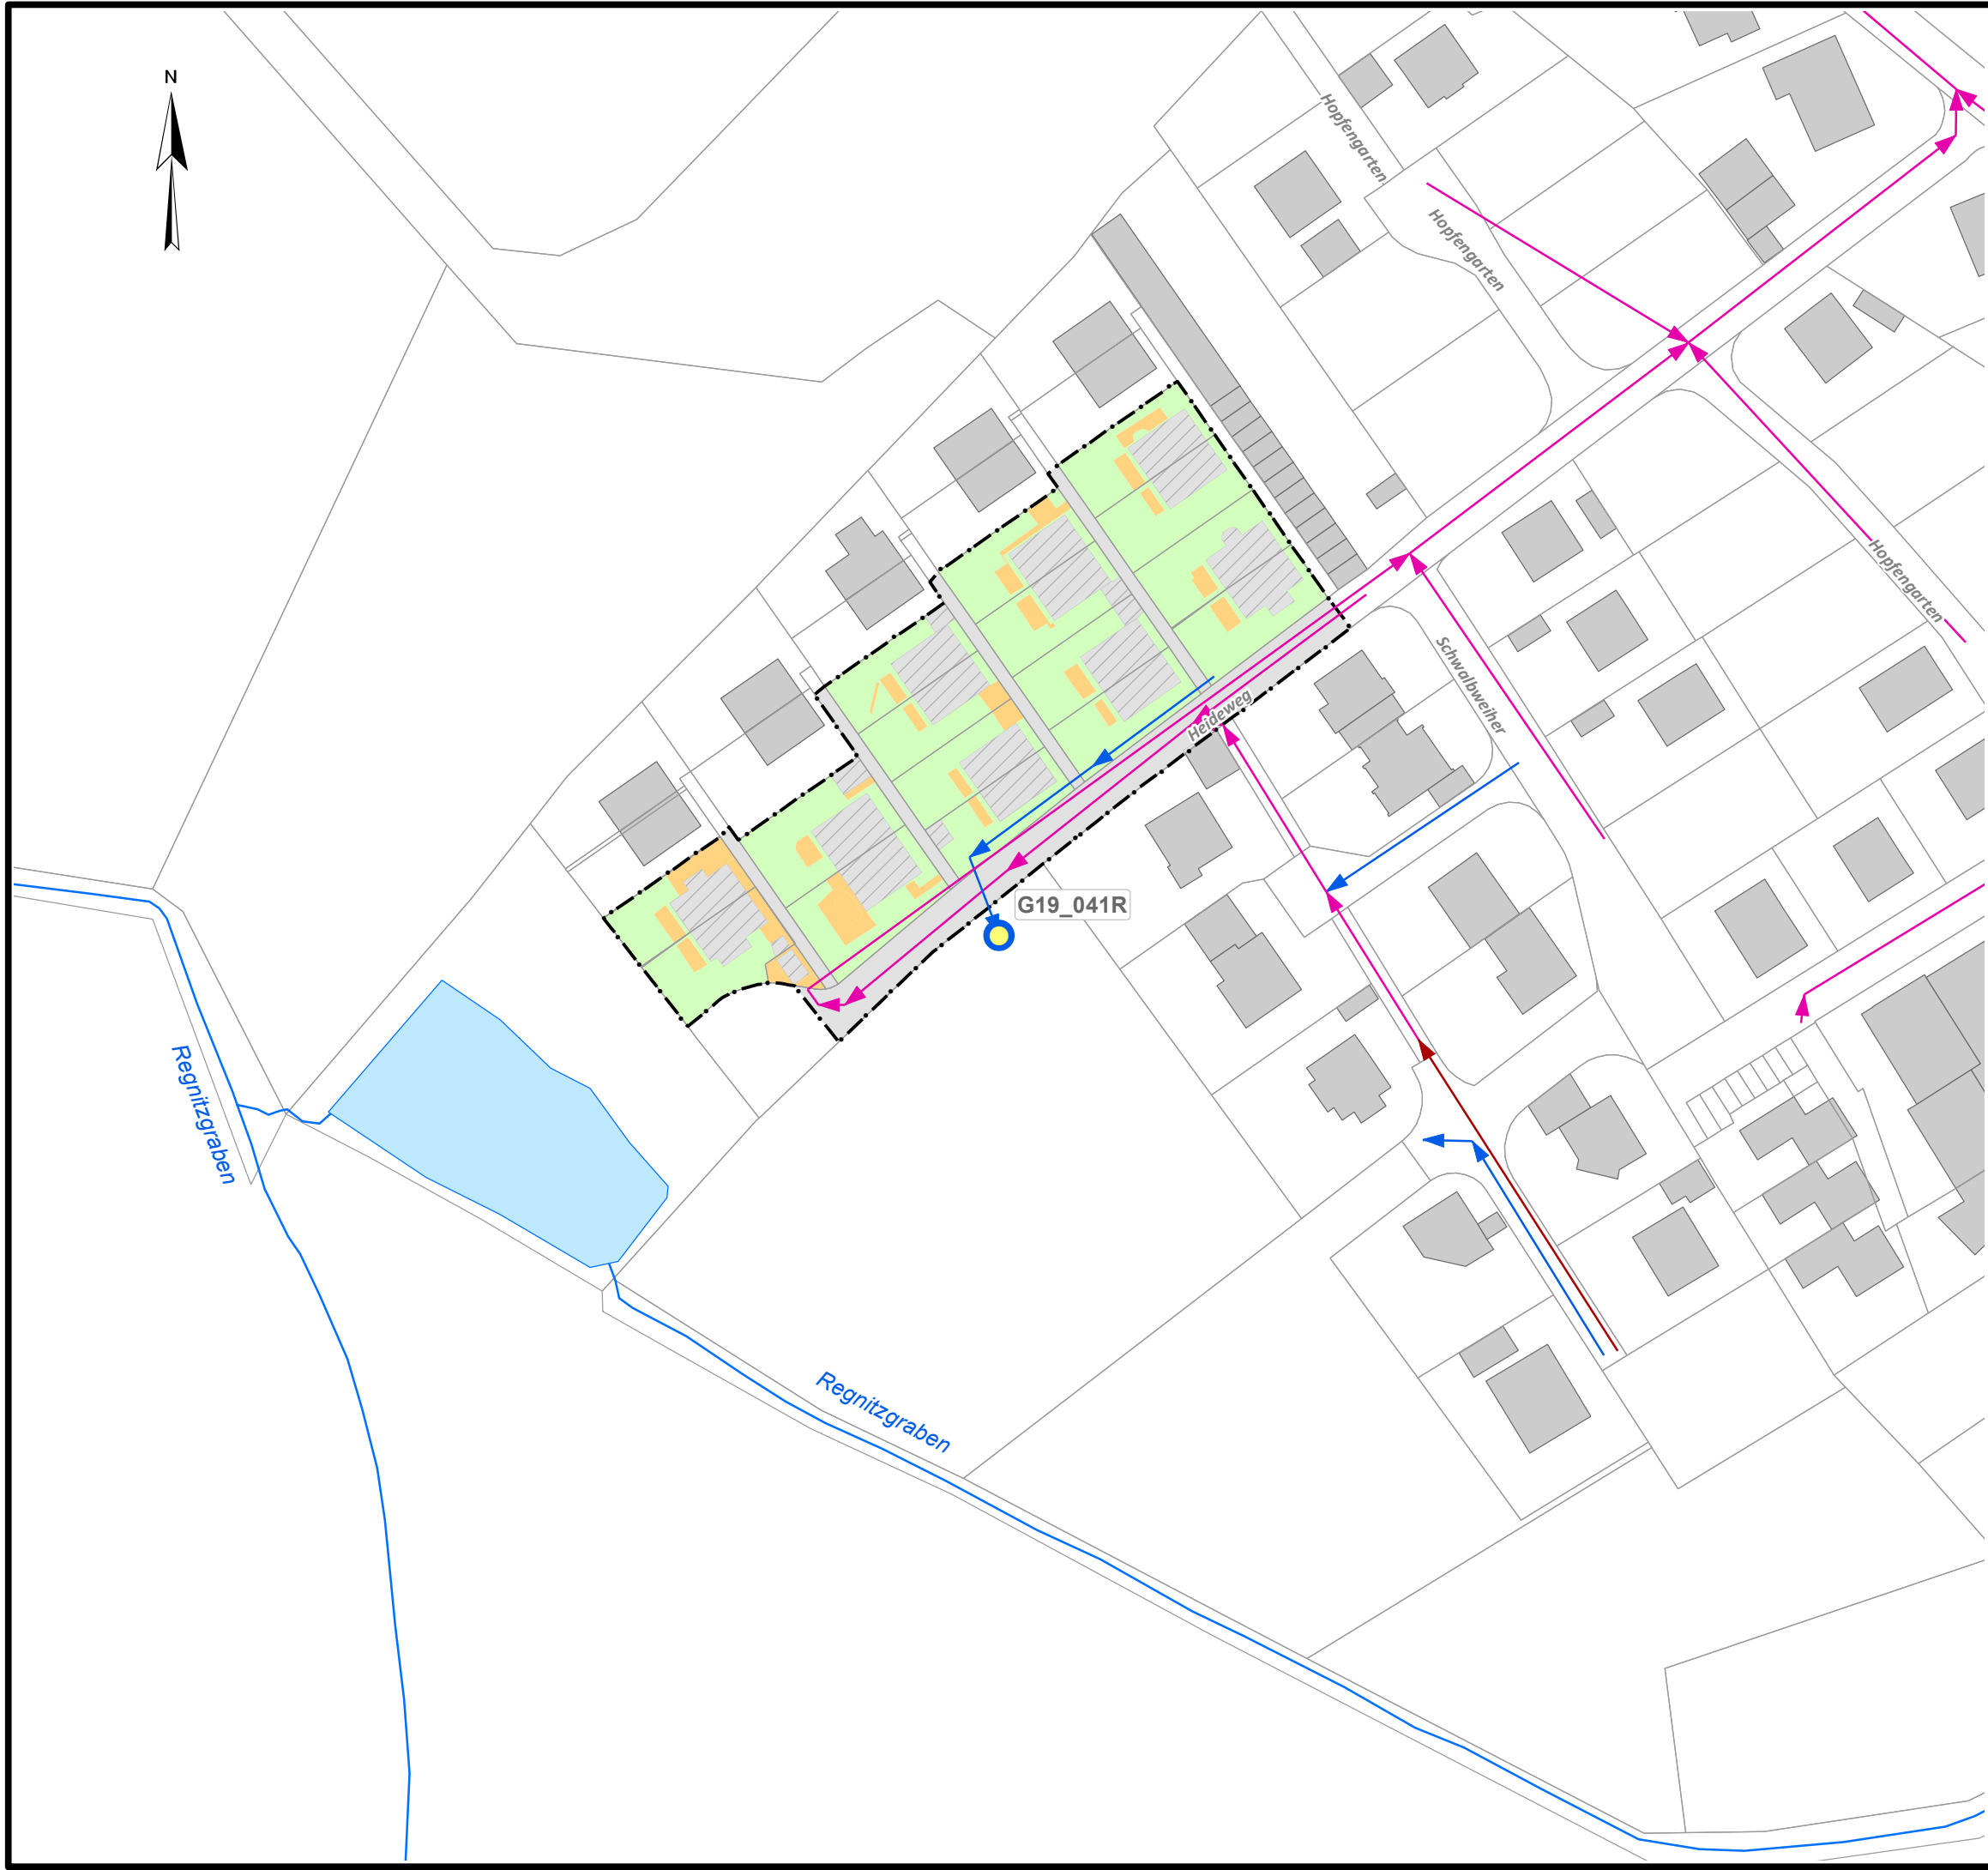 N
Hopfengarten
Hopfengarten
Hopfengarten
Schwalbweiher
Heideweg
G19_041R
Regnitzgraben
Regnitzgraben